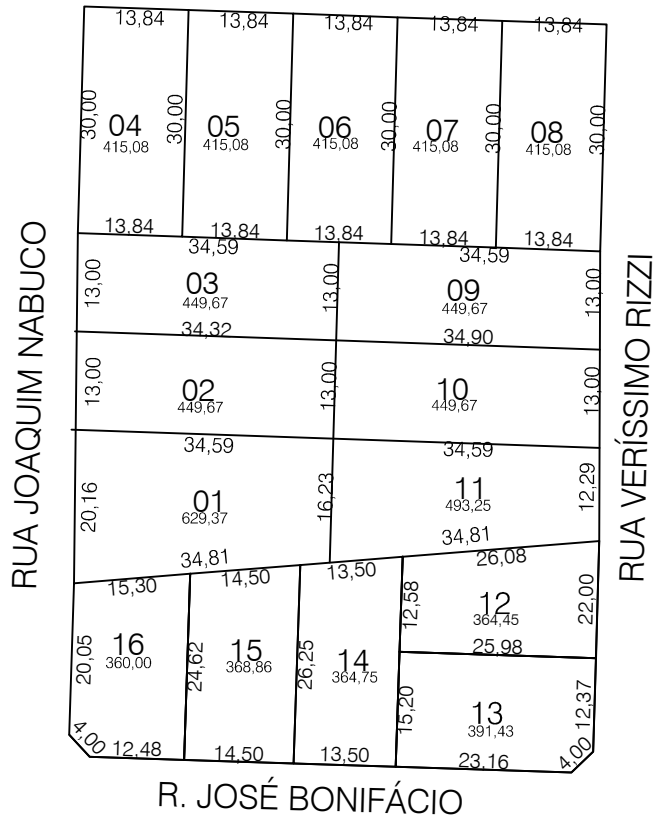 13,84 13,84 13,84 13,84 13,84
30,00 30,00 30,00 30,00 30,00 30,00
04 05 06 07 08
415,08 415,08 415,08 415,08 415,08
13,84 13,84 13,84 13,84 13,84
34,59 34,59
13,00 03 13,00 09 13,00
449,67 449,67
34,32 34,90
13,00 02 13,00 10 13,00
449,67 449,67
34,59 34,59
20,16 01 16,23 11 12,29
629,37 493,25
34,81 34,81
15,30 14,50 13,50 26,08
12,58 12 22,00
364,45
25,98
20,05 16 24,62 15 26,25 14
360,00 368,86 364,75
15,20 13 12,37
391,43
4,00 12,48 14,50 13,50 23,16 4,00
RUA JOAQUIM NABUCO
RUA VERÍSSIMO RIZZI
R. JOSÉ BONIFÁCIO